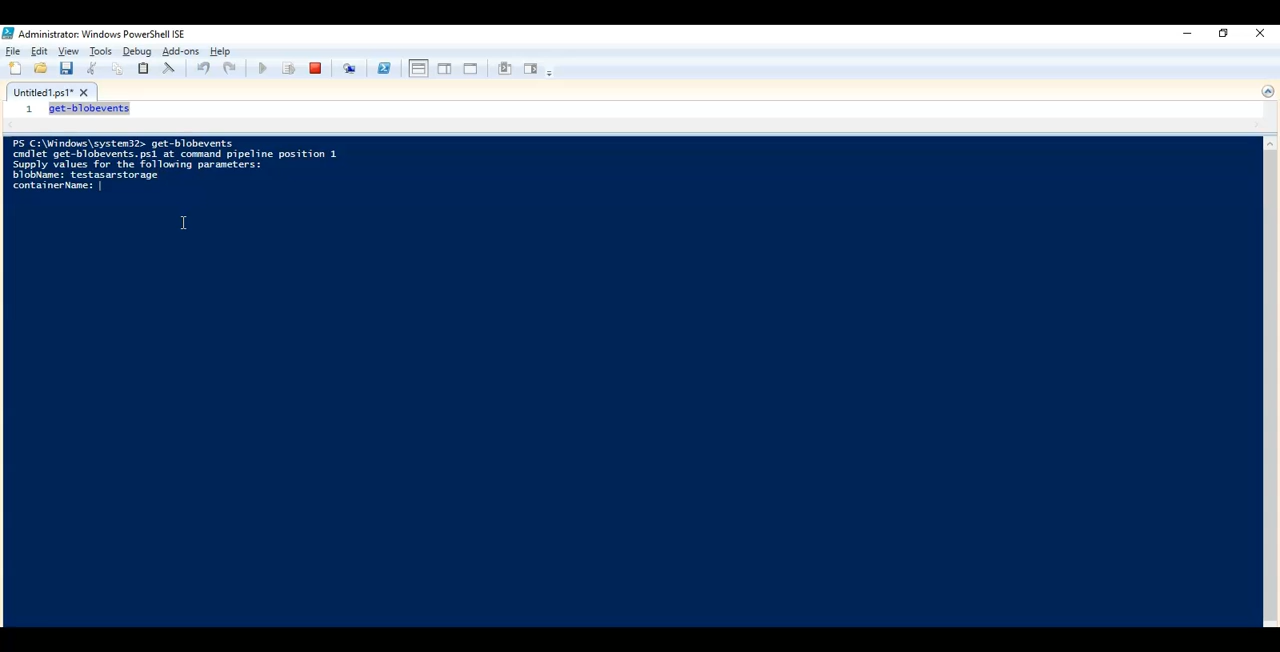 Administrator: Windows PowerShell ISE
File Edit View Tools Debug Add-ons Help
Untitled1.ps1*
1 get-blobevents
PS C:\Windows\system32> get-blobevents
cmdlet get-blobevents.ps1 at command pipeline position 1
Supply values for the following parameters:
blobName: testasarstorage
containerName: